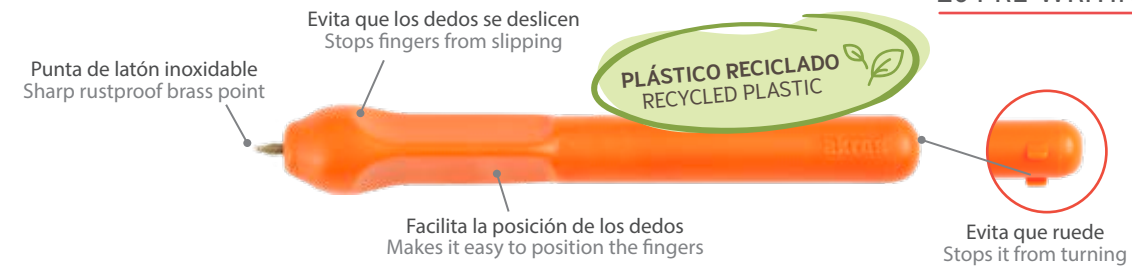 Evita que los dedos se deslicen
Stops fingers from slipping
Punta de latón inoxidable
Sharp rustproof brass point
PLÁSTICO RECICLADO
RECYCLED PLASTIC
akros
Facilita la posición de los dedos
Makes it easy to position the fingers
Evita que ruede
Stops it from turning